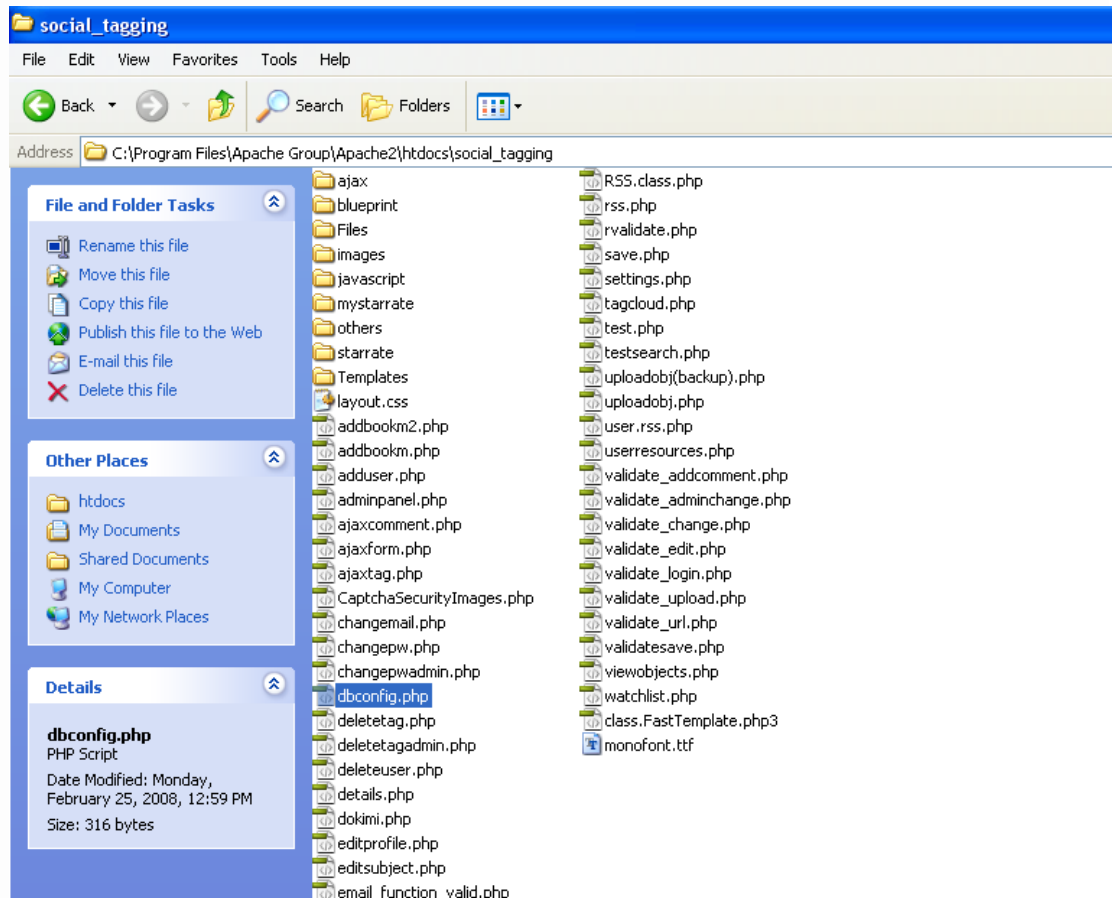 social_tagging
File Edit View Favorites Tools Help
Back Search Folders
Address C:\Program Files\Apache Group\Apache2\htdocs\social_tagging
File and Folder Tasks
Rename this file
Move this file
Copy this file
Publish this file to the Web
E-mail this file
Delete this file
Other Places
htdocs
My Documents
Shared Documents
My Computer
My Network Places
Details
dbconfig.php
PHP Script
Date Modified: Monday,
February 25, 2008, 12:59 PM
Size: 316 bytes
ajax
blueprint
Files
images
javascript
mystarrate
others
starrate
Templates
layout.css
addbookm2.php
addbookm.php
adduser.php
adminpanel.php
ajaxcomment.php
ajaxform.php
ajaxtag.php
CaptchaSecurityImages.php
changemail.php
changepw.php
changepwadmin.php
dbconfig.php
deletetag.php
deletetagadmin.php
deleteuser.php
details.php
dokimi.php
editprofile.php
editsubject.php
email_function_valid.php
RSS.class.php
rss.php
rvalidate.php
save.php
settings.php
tagcloud.php
test.php
testsearch.php
uploadobj(backup).php
uploadobj.php
user.rss.php
userresources.php
validate_addcomment.php
validate_adminchange.php
validate_change.php
validate_edit.php
validate_login.php
validate_upload.php
validate_url.php
validatesave.php
viewobjects.php
watchlist.php
class.FastTemplate.php3
monofont.ttf